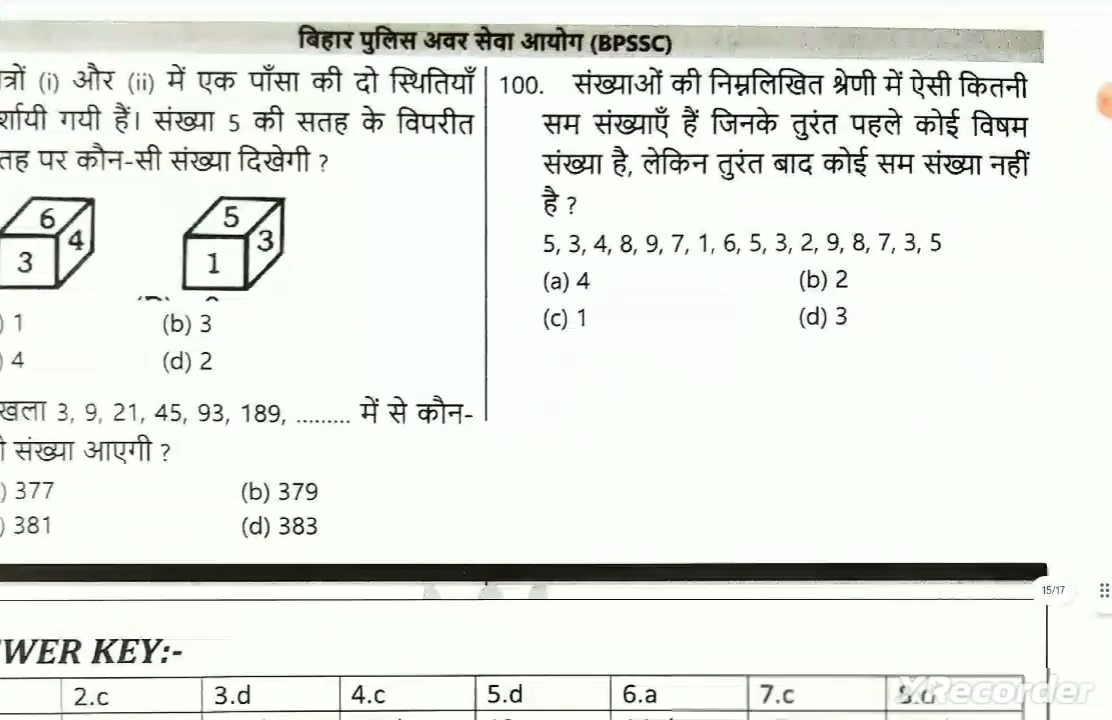 बिहार पुलिस अवर सेवा आयोग (BPSSC)
(i) और (ii) में एक पाँसा की दो स्थितियाँ
गयी हैं। संख्या 5 की सतह के विपरीत
पर कौन-सी संख्या दिखेगी ?
6
4
3
5
3
1
) 1
(b) 3
) 4
(d) 2
3, 9, 21, 45, 93, 189, ......... में से कौन-
संख्या आएगी ?
) 377
(b) 379
) 381
(d) 383
100. संख्याओं की निम्नलिखित श्रेणी में ऐसी कितनी
सम संख्याएँ हैं जिनके तुरंत पहले कोई विषम
संख्या है, लेकिन तुरंत बाद कोई सम संख्या नहीं
है ?
5, 3, 4, 8, 9, 7, 1, 6, 5, 3, 2, 9, 8, 7, 3, 5
(a) 4
(b) 2
(c) 1
(d) 3
15/17
WER KEY:-
2.c
3.d
4.c
5.d
6.a
7.c
XRecorder